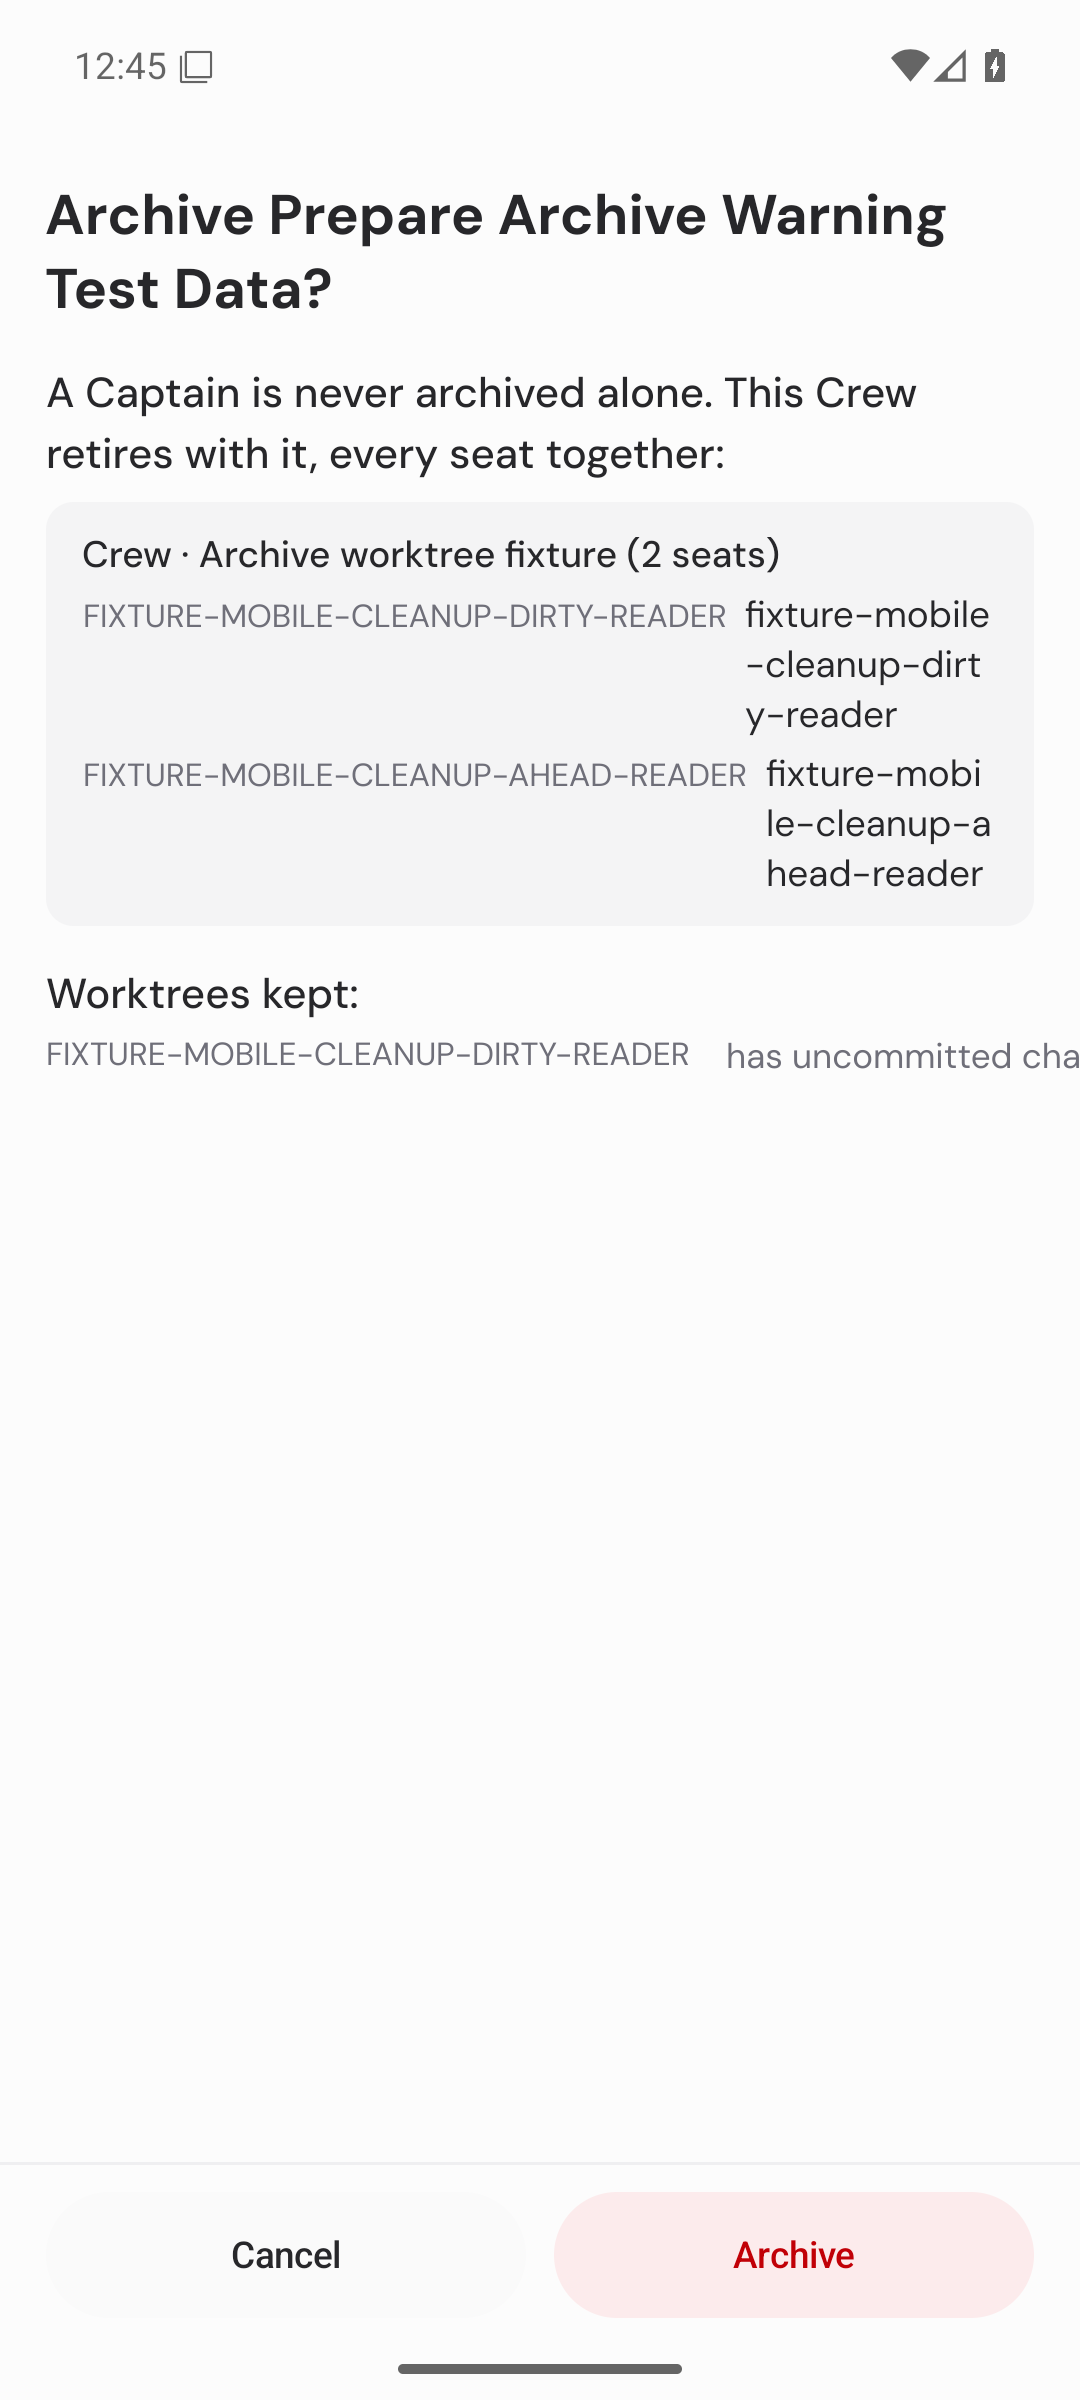 12:45
Archive Prepare Archive Warning
Test Data?
A Captain is never archived alone. This Crew
retires with it, every seat together:
Crew · Archive worktree fixture (2 seats)
FIXTURE-MOBILE-CLEANUP-DIRTY-READER fixture-mobile
-cleanup-dirt
y-reader
FIXTURE-MOBILE-CLEANUP-AHEAD-READER fixture-mobi
le-cleanup-a
head-reader
Worktrees kept:
FIXTURE-MOBILE-CLEANUP-DIRTY-READER has uncommitted cha
Cancel
Archive